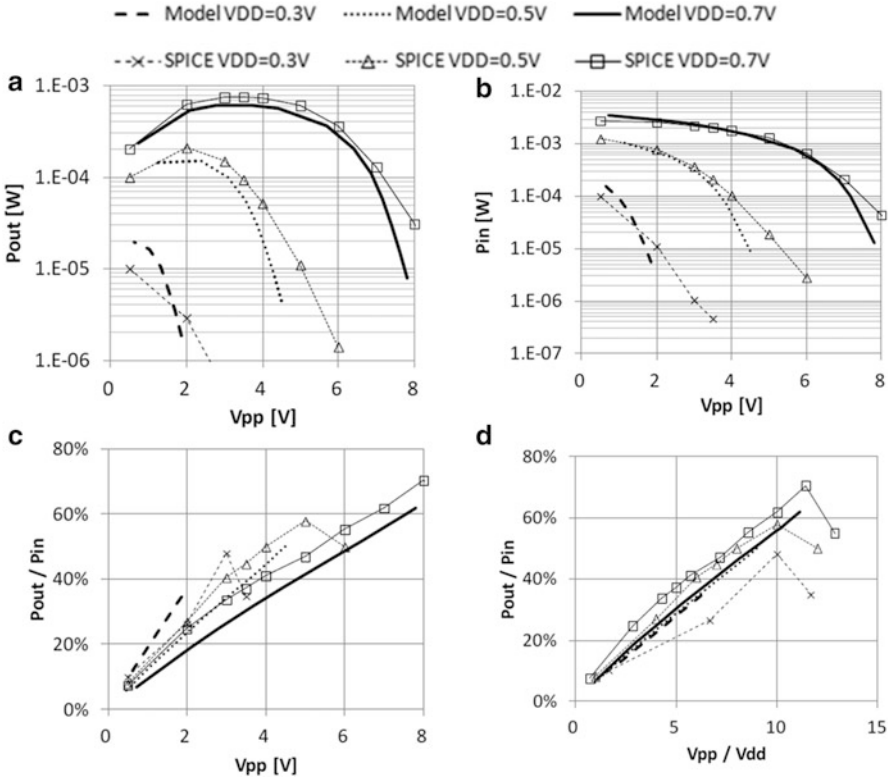 Model VDD=0.3V Model VDD=0.5V Model VDD=0.7V
SPICE VDD=0.3V SPICE VDD=0.5V SPICE VDD=0.7V
a
1.E-03
1.E-04
1.E-05
1.E-06
Pout [W]
0 2 4 6 8
Vpp [V]
b
1.E-02
1.E-03
1.E-04
1.E-05
1.E-06
1.E-07
Pin [W]
0 2 4 6 8
Vpp [V]
c
80%
60%
40%
20%
0%
Pout / Pin
0 2 4 6 8
Vpp [V]
d
80%
60%
40%
20%
0%
Pout / Pin
0 5 10 15
Vpp / Vdd